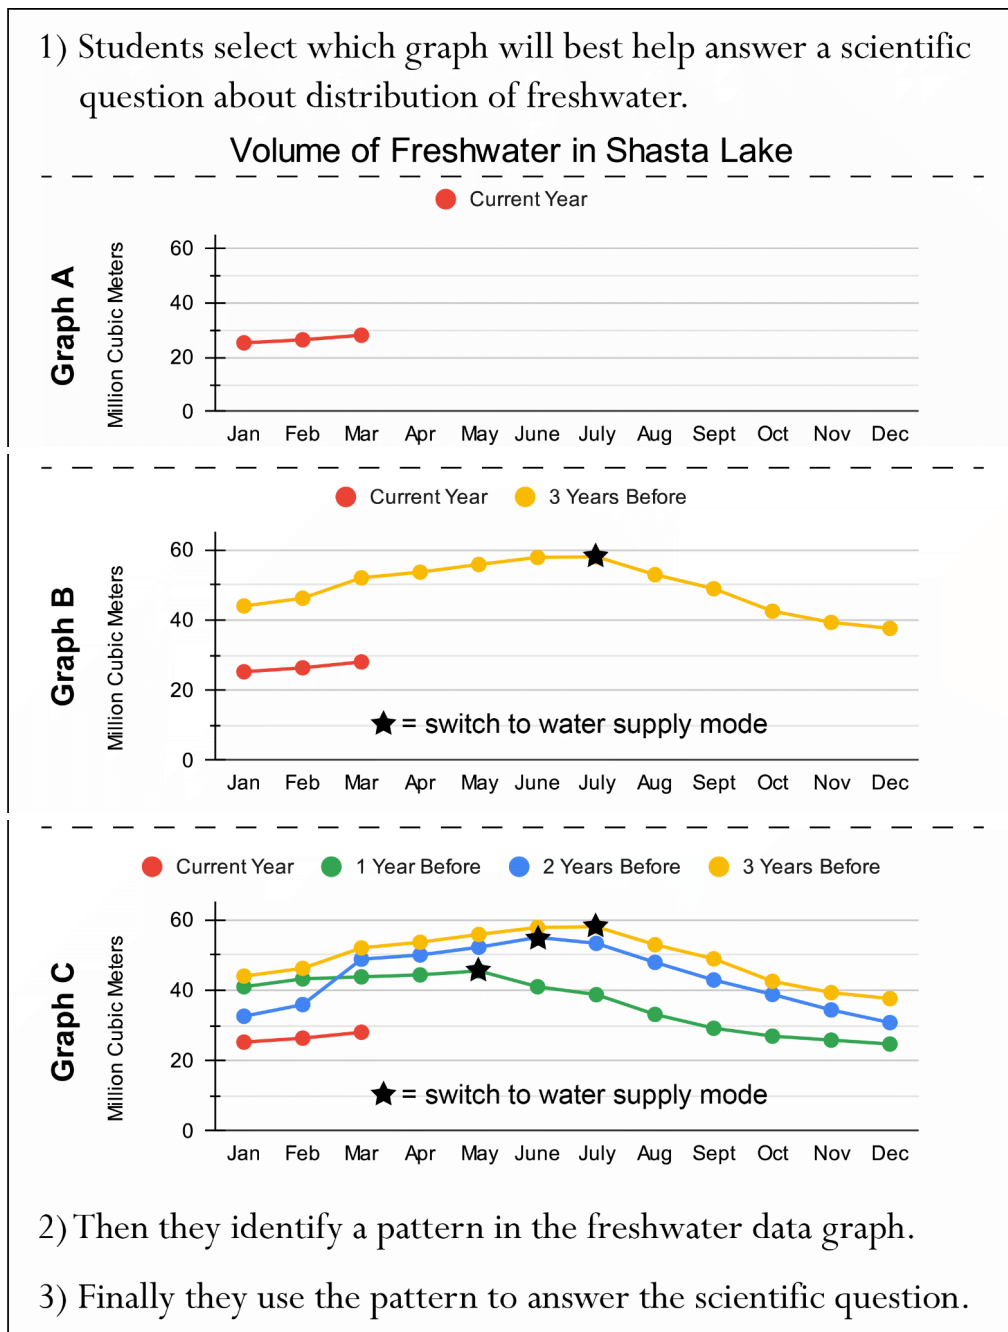 1) Students select which graph will best help answer a scientific
question about distribution of freshwater.
Volume of Freshwater in Shasta Lake
Current Year
Graph A
Million Cubic Meters
60
40
20
0
Jan Feb Mar Apr May June July Aug Sept Oct Nov Dec
Current Year 3 Years Before
Graph B
Million Cubic Meters
60
40
20
0
★ = switch to water supply mode
Jan Feb Mar Apr May June July Aug Sept Oct Nov Dec
Current Year 1 Year Before 2 Years Before 3 Years Before
Graph C
Million Cubic Meters
60
40
20
0
★ = switch to water supply mode
Jan Feb Mar Apr May June July Aug Sept Oct Nov Dec
2) Then they identify a pattern in the freshwater data graph.
3) Finally they use the pattern to answer the scientific question.